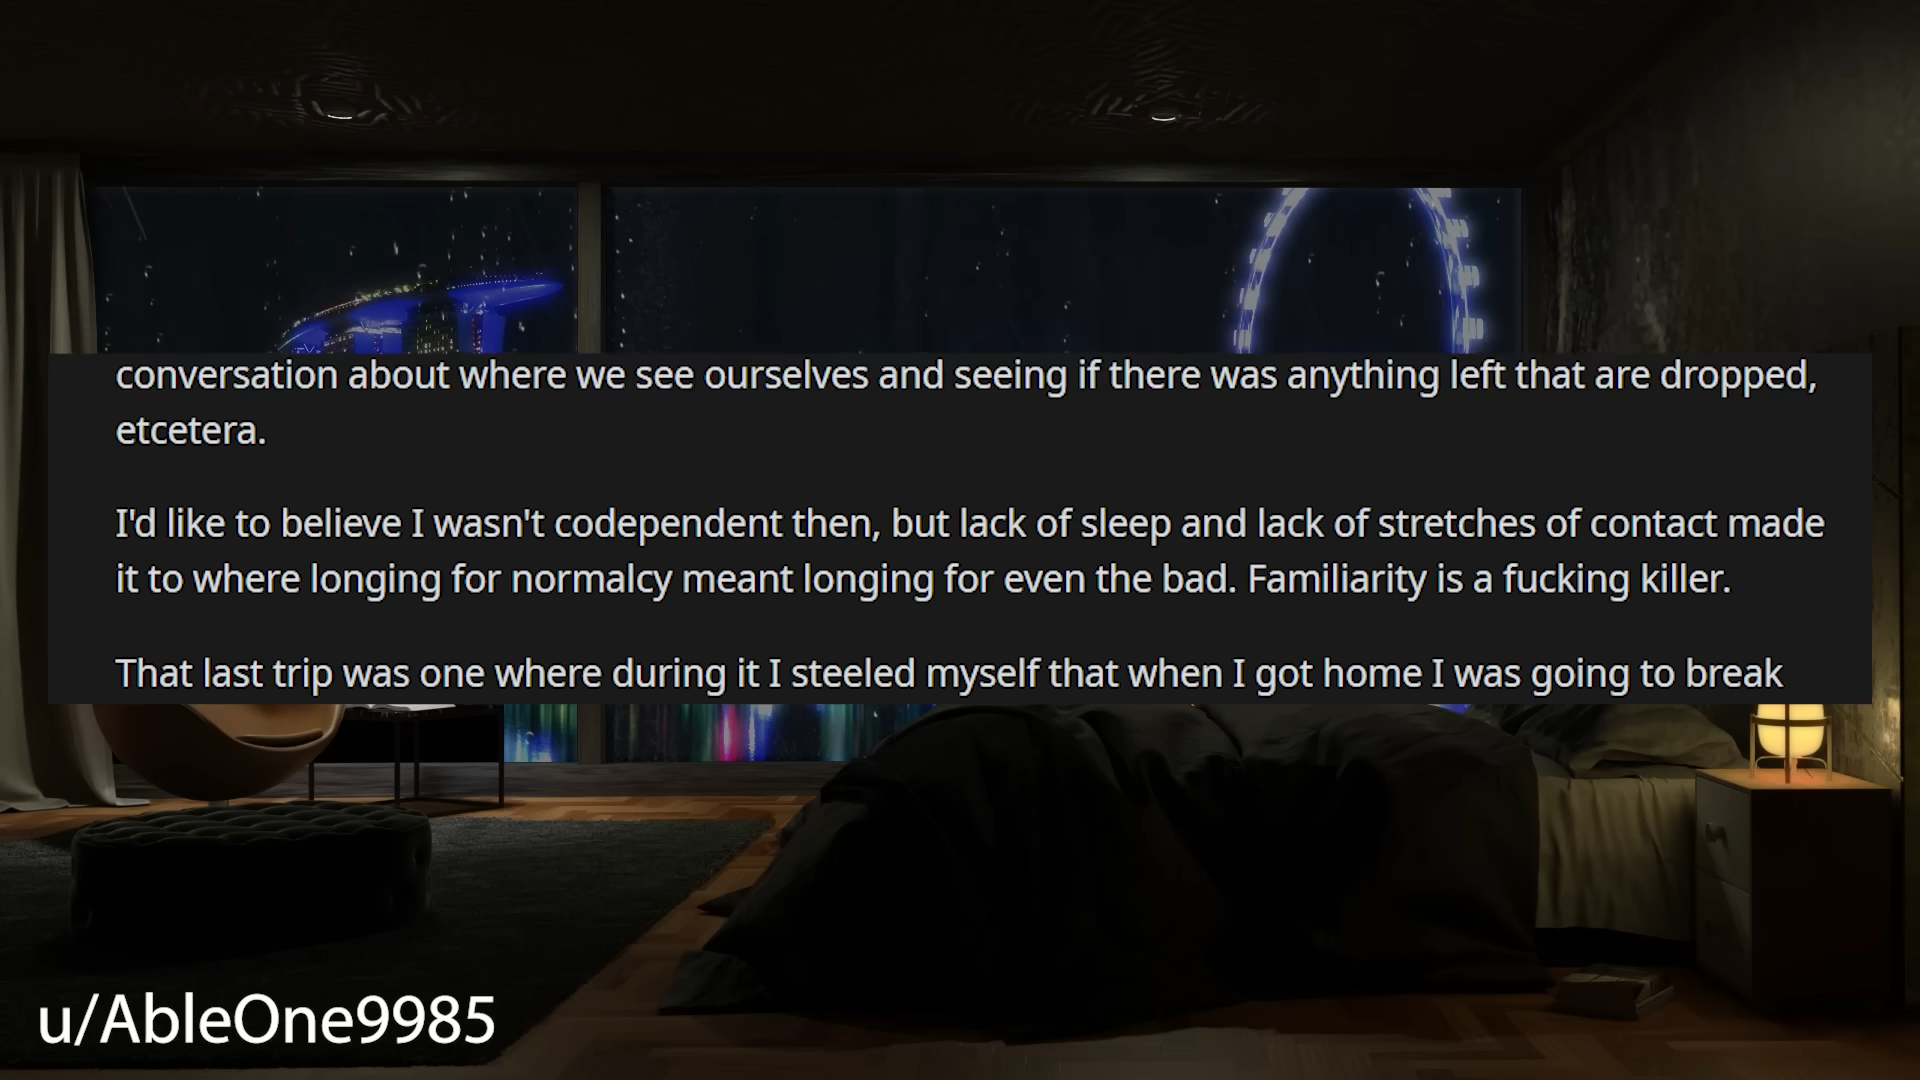 conversation about where we see ourselves and seeing if there was anything left that are dropped,
etcetera.
I'd like to believe I wasn't codependent then, but lack of sleep and lack of stretches of contact made
it to where longing for normalcy meant longing for even the bad. Familiarity is a fucking killer.
That last trip was one where during it I steeled myself that when I got home I was going to break
u/AbleOne9985